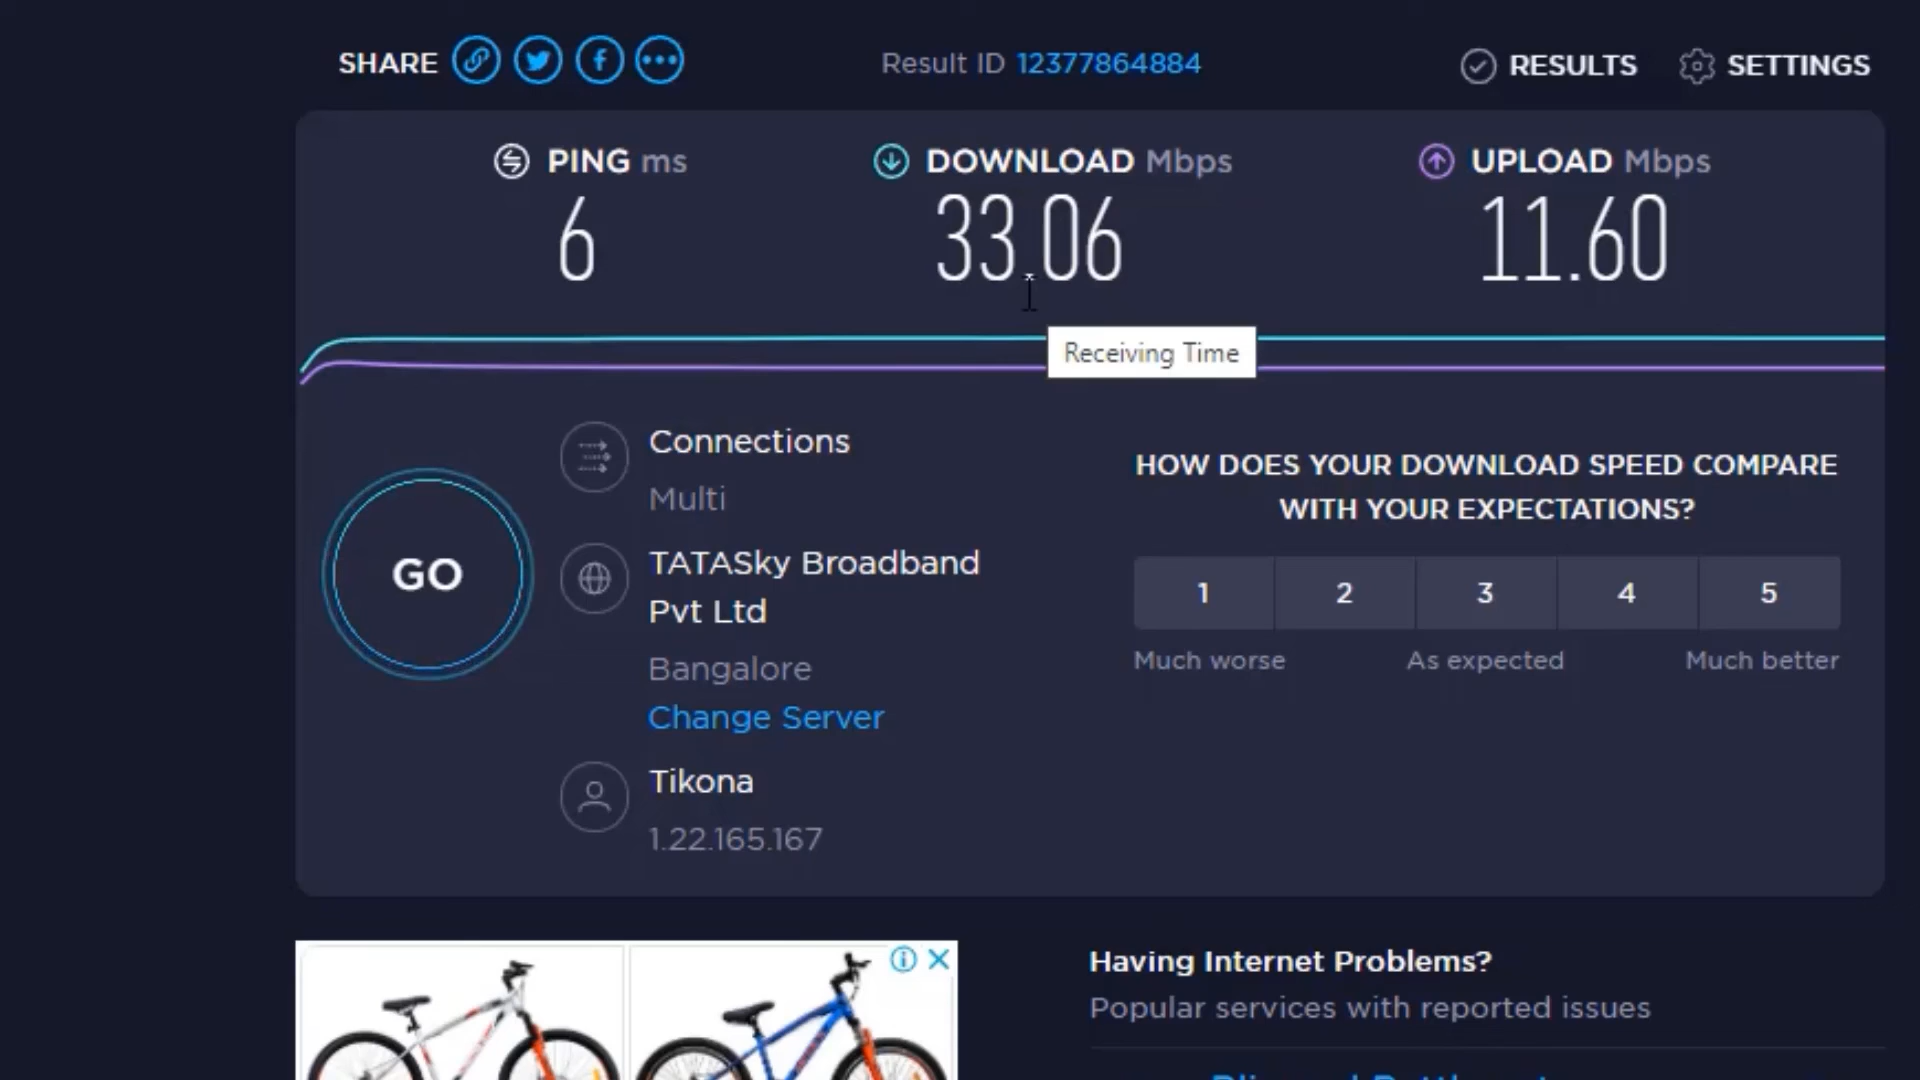 SHARE
Result ID 12377864884
RESULTS
SETTINGS
PING ms
DOWNLOAD Mbps
UPLOAD Mbps
6
33.06
11.60
Receiving Time
GO
Connections
Multi
TATASky Broadband
Pvt Ltd
Bangalore
Change Server
Tikona
1.22.165.167
HOW DOES YOUR DOWNLOAD SPEED COMPARE
WITH YOUR EXPECTATIONS?
1 2 3 4 5
Much worse As expected Much better
Having Internet Problems?
Popular services with reported issues